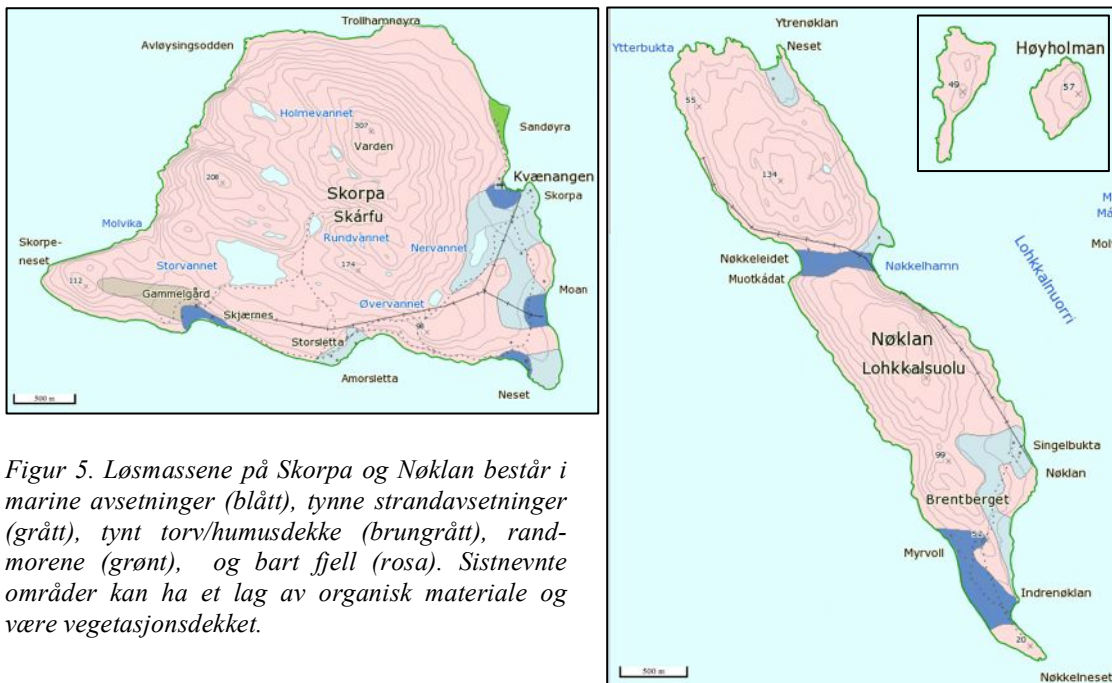 Trollhamnøyra
Avløysingsodden
Holmevannet
307
Varden
Sandøyra
Kvænangen
Skorpa
208
Skorpa
Skárfu
Molvika
Rundvannet
Nervannet
Skorpe-
neset
Storvannet
174
112
Gammelgård
Øvervannet
Moan
Skjærnes
Storsletta
98
Amorsletta
Neset
500 m
Figur 5. Løsmassene på Skorpa og Nøklan består i
marine avsetninger (blått), tynne strandavsetninger
(grått), tynt torv/humusdekke (brungrått), rand-
morene (grønt), og bart fjell (rosa). Sistnevnte
områder kan ha et lag av organisk materiale og
være vegetasjonsdekket.
Ytrenøklan
Ytterbukta
Neset
Høyholman
49
57
55
134
Nøkkeleidet
Nøkkelhamn
Muotkádat
Lohkkalnuorri
Nøklan
Lohkkalsuolu
Singelbukta
99
Nøklan
Brentberget
Myrvoll
Indrenøklan
20
Nøkkelneset
500 m